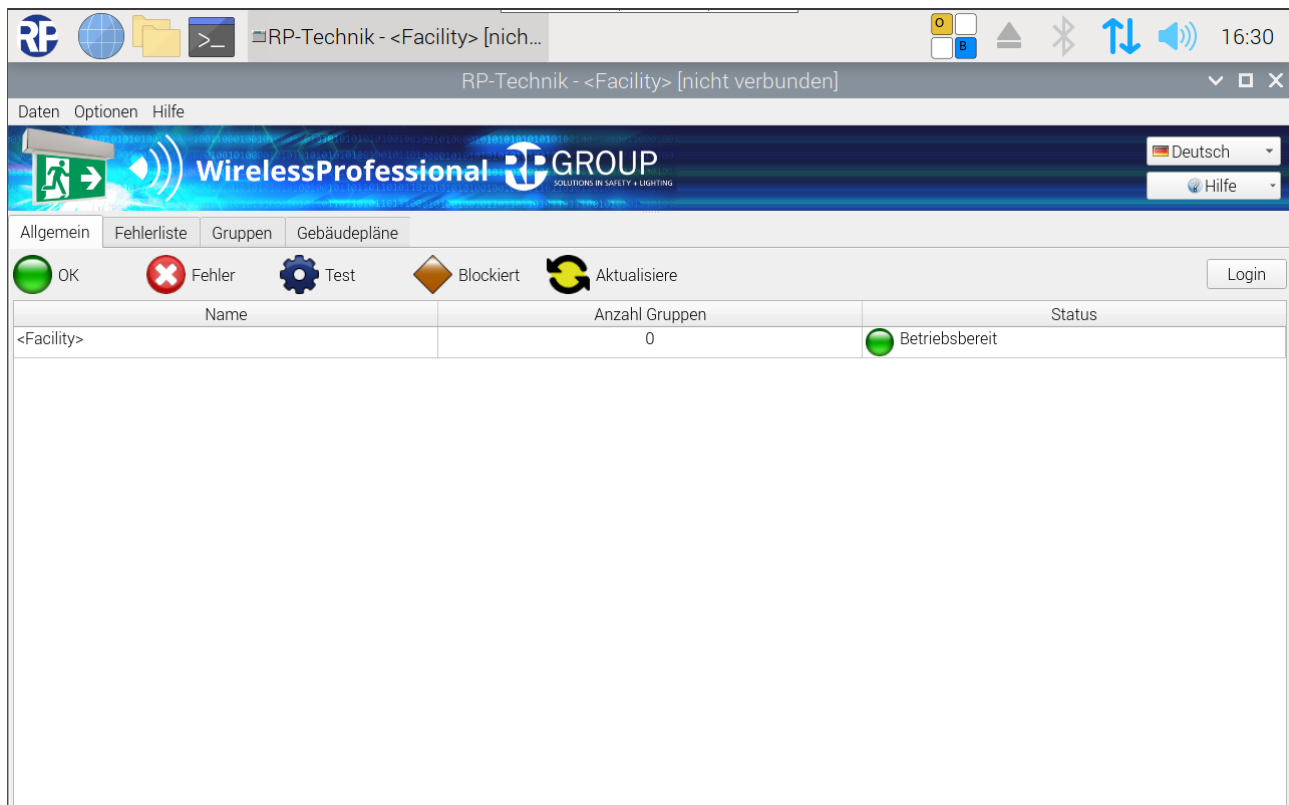 RP-Technik - <Facility> [nich...
O
B
16:30
RP-Technik - <Facility> [nicht verbunden]
Daten Optionen Hilfe
WirelessProfessional RP GROUP
SOLUTIONS IN SAFETY + LIGHTING
Deutsch
Hilfe
Allgemein Fehlerliste Gruppen Gebäudepläne
OK Fehler Test Blockiert Aktualisiere Login
Name Anzahl Gruppen Status
<Facility> 0 Betriebsbereit